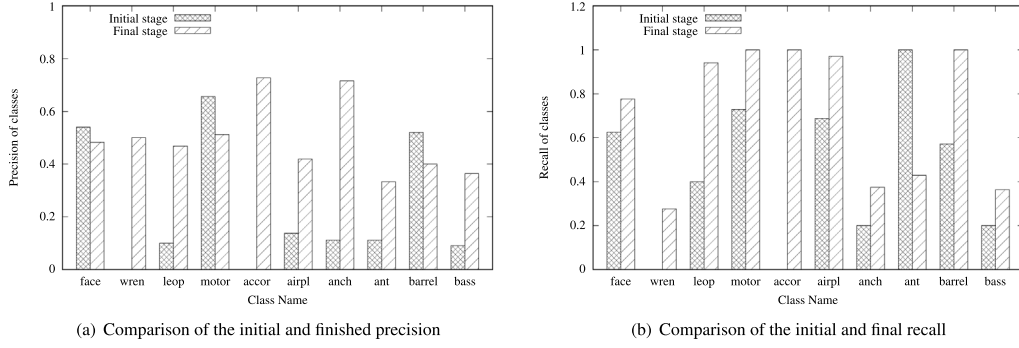 Initial stage
Final stage
1
0.8
0.6
0.4
0.2
0
Precision of classes
face wren leop motor accor airpl anch ant barrel bass
Class Name
(a) Comparison of the initial and finished precision
Initial stage
Final stage
1.2
1
0.8
0.6
0.4
0.2
0
Recall of classes
face wren leop motor accor airpl anch ant barrel bass
Class Name
(b) Comparison of the initial and final recall